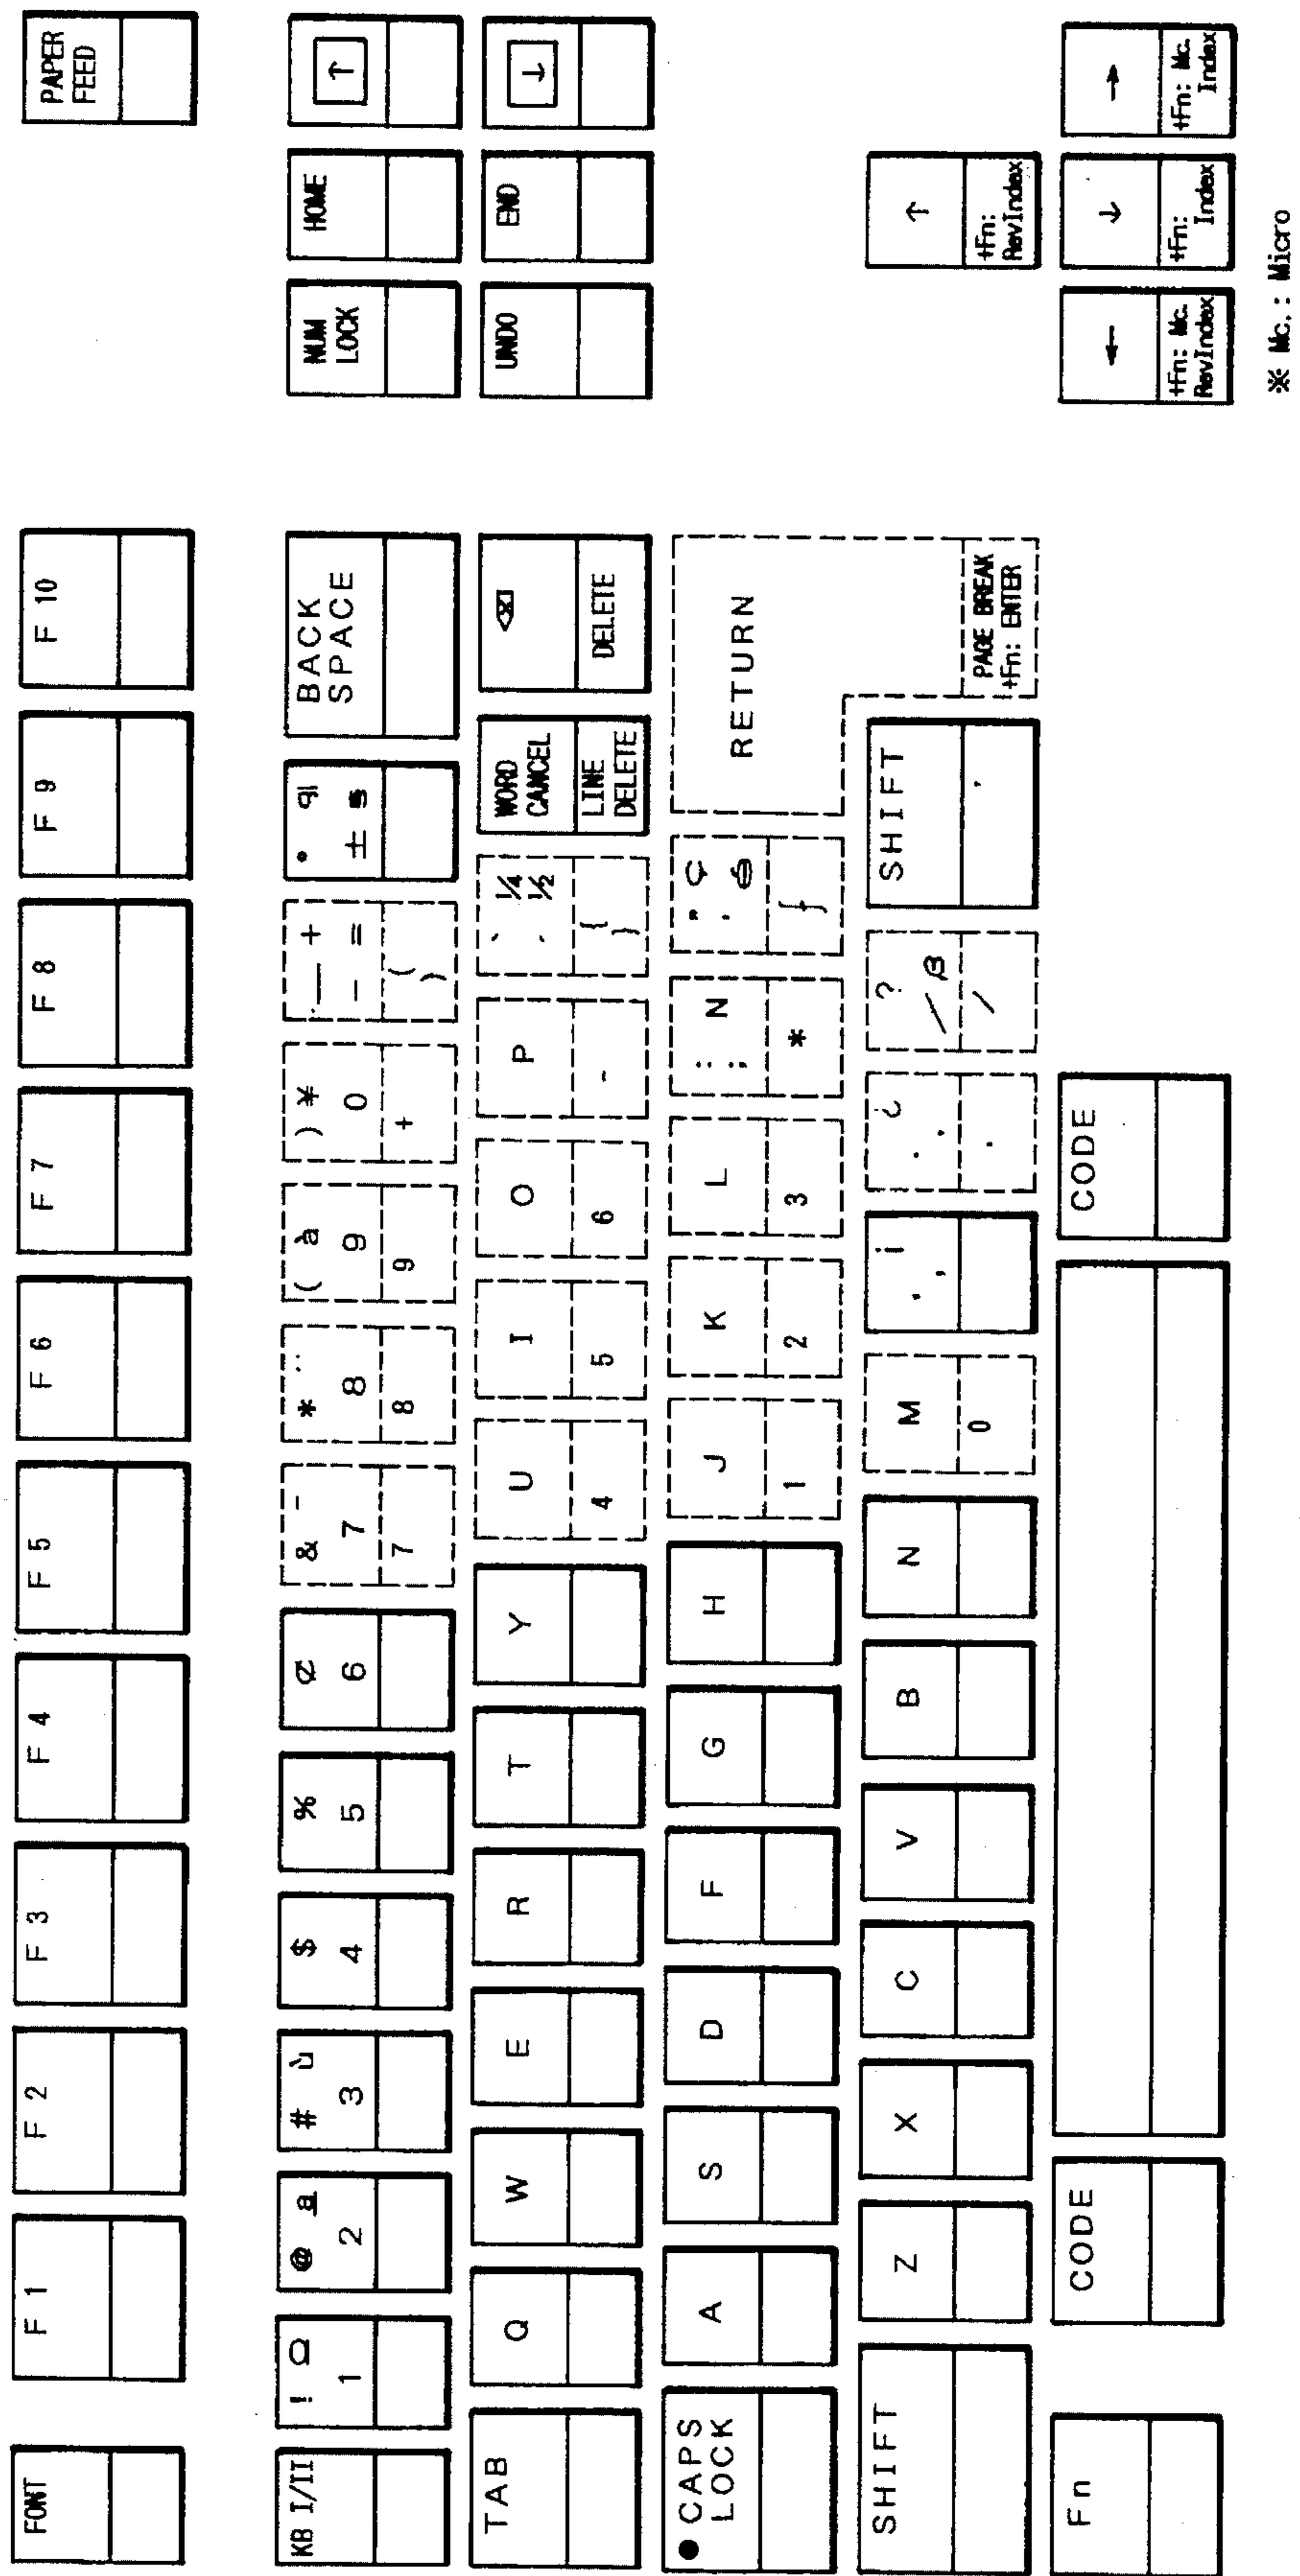 FONT
F 1
F 2
F 3
F 4
F 5
F 6
F 7
F 8
F 9
F 10
PAPER
FEED
KB I/II
! Ω
1
@ a
2
#
3
$
4
%
5
6
& -
7
7
* ¨
8
8
( à
9
9
) ¥
0
+
— +
- =
( )
± §
BACK
SPACE
NUM
LOCK
HOME
↑
TAB
Q
W
E
R
T
Y
U
4
I
5
O
6
P
-
¼
½
{ }
WORD
CANCEL
LINE
DELETE
⌫
DELETE
UNDO
END
↓
● CAPS
LOCK
A
S
D
F
G
H
J
1
K
2
L
3
: N
;
*
RETURN
PAGE BREAK
+Fn: ENTER
SHIFT
Z
X
C
V
B
N
M
0
, ¡
. ¿
.
?
/ β
/
SHIFT
↑
+Fn:
RevIndex
Fn
CODE
CODE
←
+Fn: Mc.
RevIndex
↓
+Fn:
Index
→
+Fn: Mc.
Index
※ Mc.: Micro